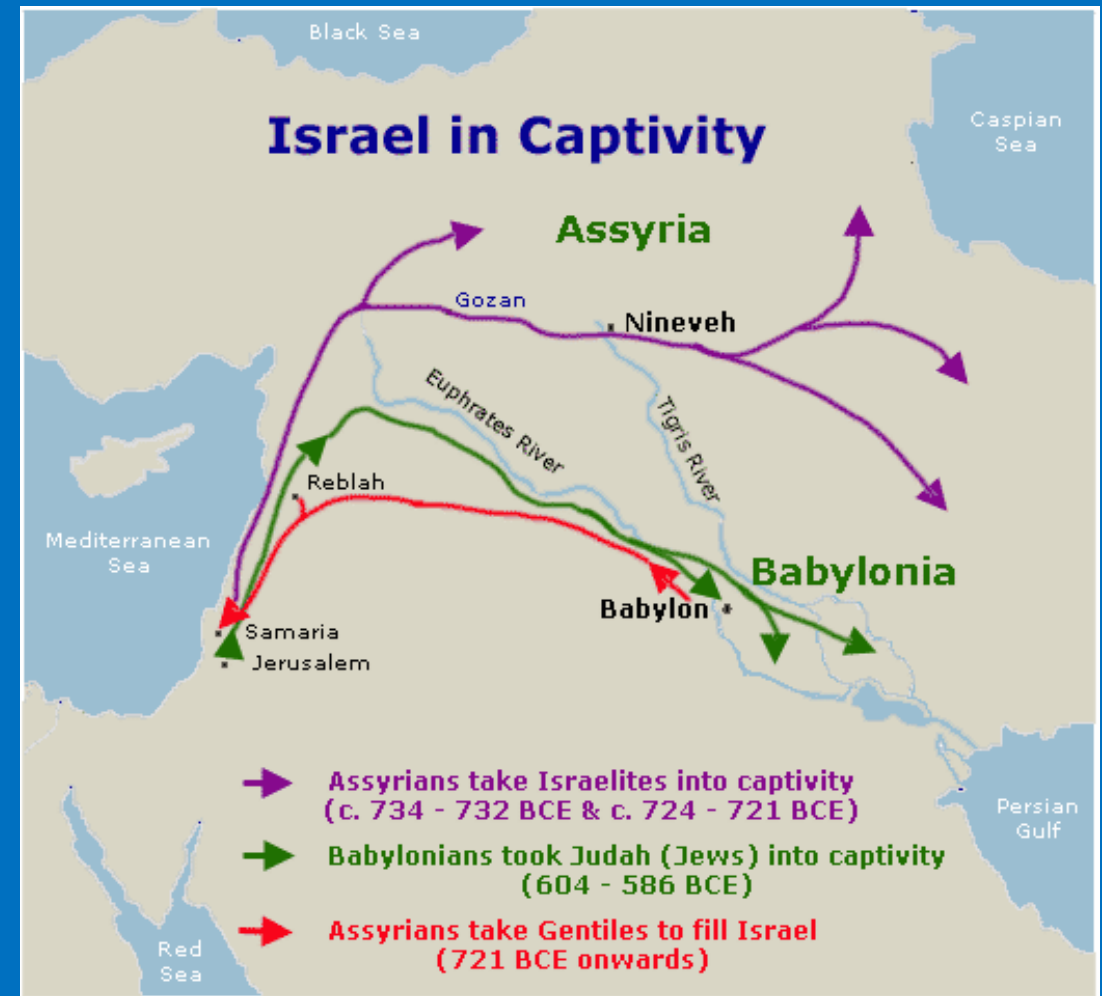 Black Sea
Caspian
Sea
Israel in Captivity
Assyria
Gozan
Nineveh
Euphrates River
Tigris River
Reblah
Mediterranean
Sea
Babylonia
Babylon
Samaria
Jerusalem
Assyrians take Israelites into captivity
(c. 734 - 732 BCE & c. 724 - 721 BCE)
Persian
Gulf
Babylonians took Judah (Jews) into captivity
(604 - 586 BCE)
Assyrians take Gentiles to fill Israel
(721 BCE onwards)
Red
Sea